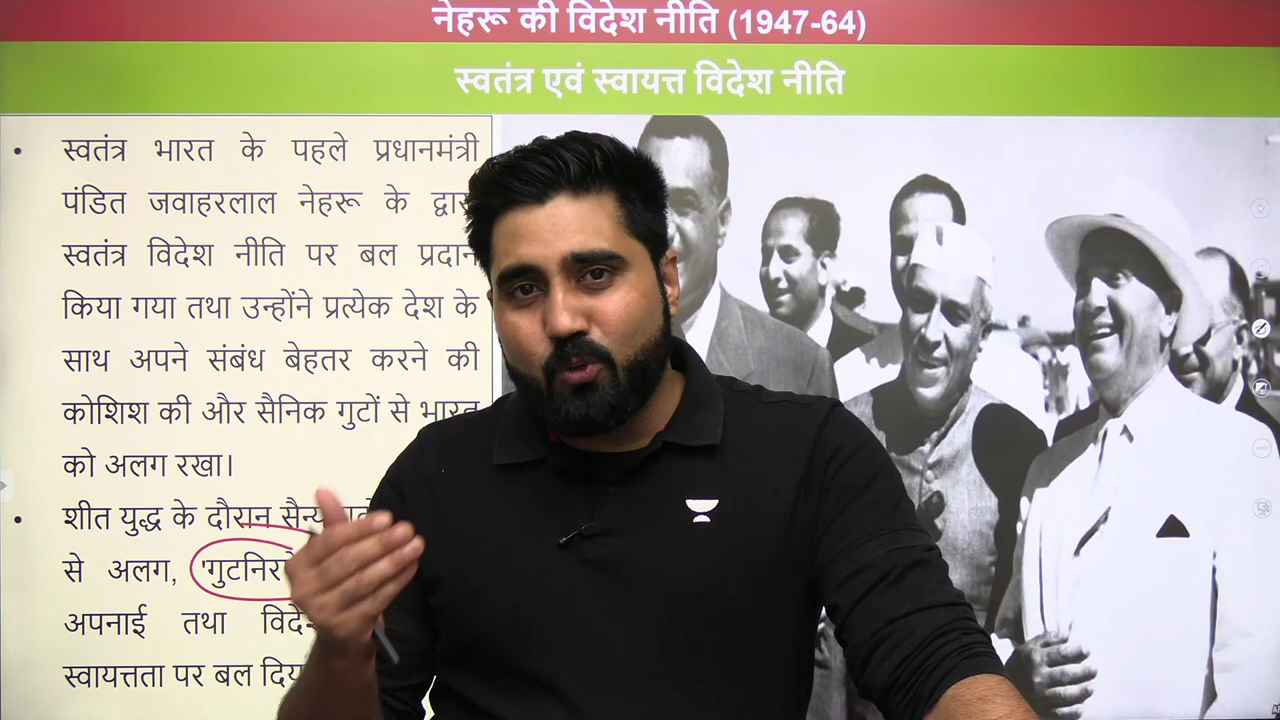 नेहरू की विदेश नीति (1947-64)
स्वतंत्र एवं स्वायत्त विदेश नीति
• स्वतंत्र भारत के पहले प्रधानमंत्री
पंडित जवाहरलाल नेहरू के
स्वतंत्र विदेश नीति पर बल प्रदान
किया गया तथा उन्होंने प्रत्येक देश के
साथ अपने संबंध बेहतर करने की
कोशिश की और सैनिक गुटों से भारत
को अलग रखा।
• शीत युद्ध के दौरान
से अलग,
अपनाई तथा
स्वायत्तता पर बल